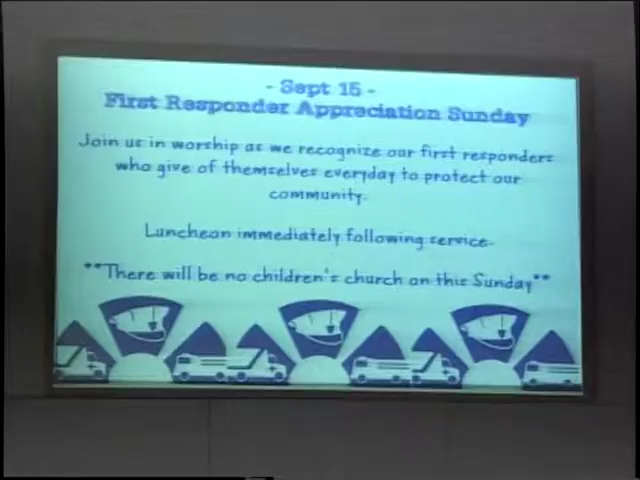 - Sept 15 -
First Responder Appreciation Sunday
Join us in worship as we recognize our first responders
who give of themselves everyday to protect our
community.
Luncheon immediately following service.
**There will be no children's church on this Sunday**